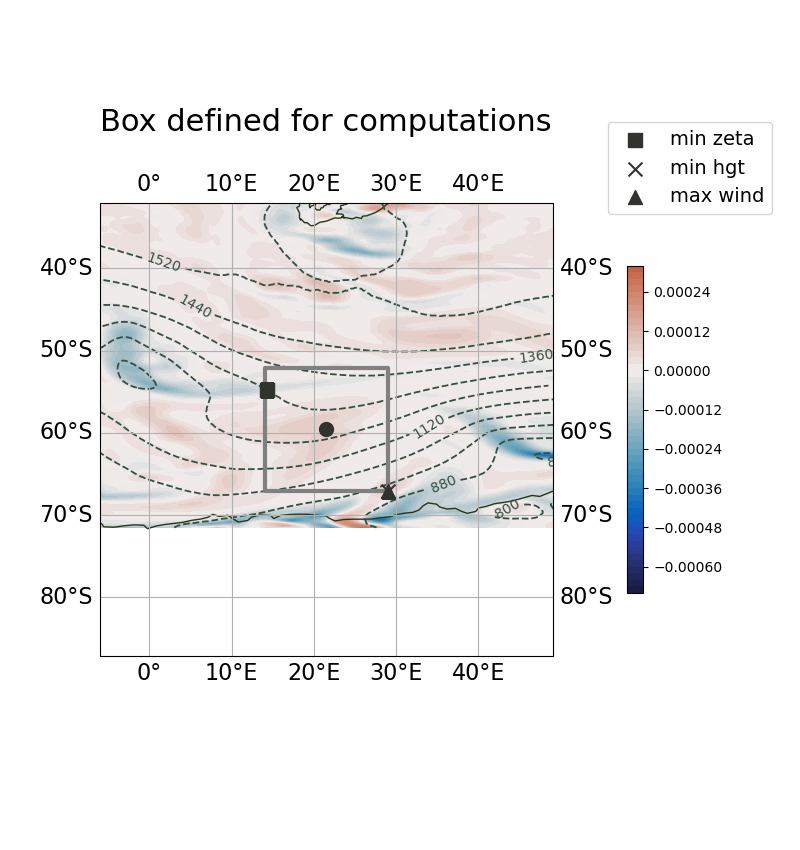 Box defined for computations
min zeta
min hgt
max wind
0° 10°E 20°E 30°E 40°E
40°S 40°S
50°S 50°S
60°S 60°S
70°S 70°S
80°S 80°S
0° 10°E 20°E 30°E 40°E
1520
1440
1360
1120
880
800
0.00024
0.00012
0.00000
−0.00012
−0.00024
−0.00036
−0.00048
−0.00060